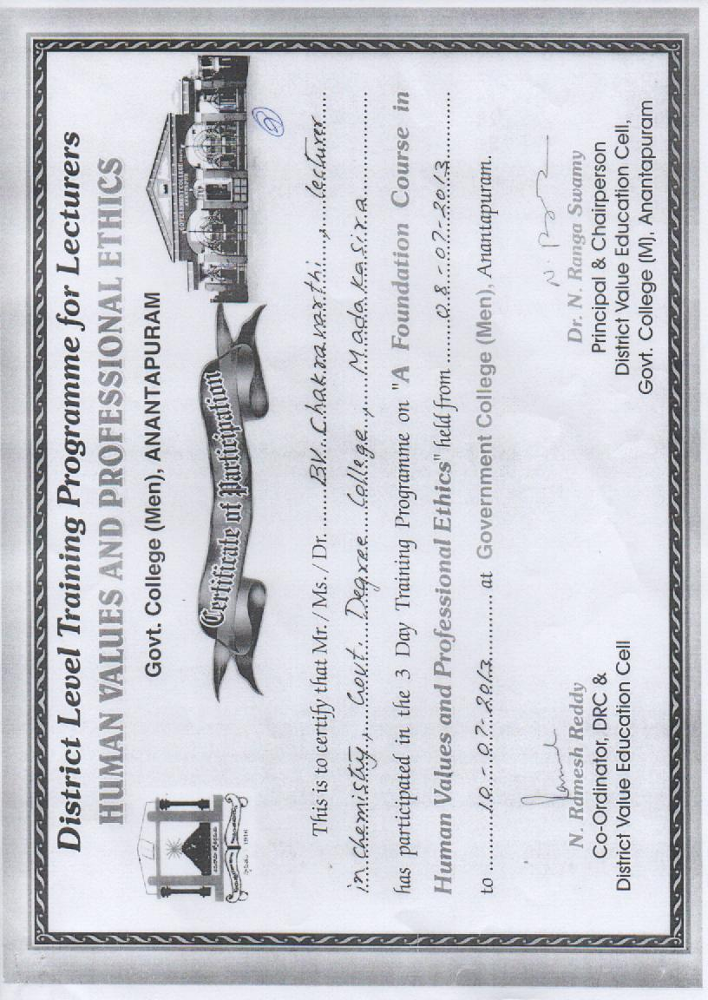 District Level Training Programme for Lecturers
HUMAN VALUES AND PROFESSIONAL ETHICS
Govt. College (Men), ANANTAPURAM
Certificate of Participation
This is to certify that Mr. / Ms. / Dr. ......BV...Chakravarthi....,....lecturer....
in chemistry., Govt. Degree College, Madakasira
has participated in the 3 Day Training Programme on "A Foundation Course in
Human Values and Professional Ethics" held from ......08-07-2013......
to ......10-07-2013...... at Government College (Men), Anantapuram.
N. Ramesh Reddy
Co-Ordinator, DRC &
District Value Education Cell
Dr. N. Ranga Swamy
Principal & Chairperson
District Value Education Cell,
Govt. College (M), Anantapuram